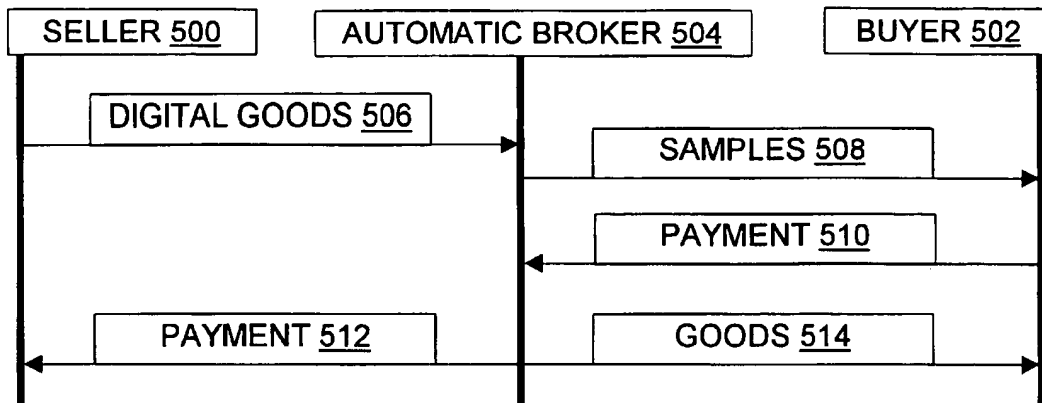 SELLER 500
AUTOMATIC BROKER 504
BUYER 502
DIGITAL GOODS 506
SAMPLES 508
PAYMENT 510
PAYMENT 512
GOODS 514